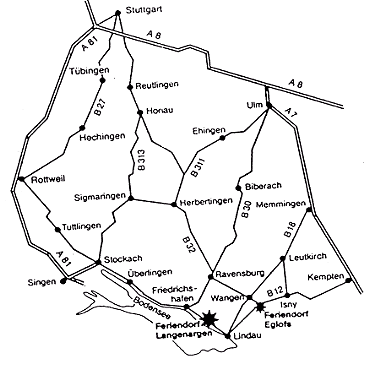 Stuttgart
A 81
A 8
A 8
Tübingen
Reutlingen
Ulm
A 7
B 27
Honau
Hechingen
Ehingen
B 313
B 311
Rottweil
Sigmaringen
Herbertingen
Biberach
B 30
Memmingen
B 18
Tuttlingen
B 32
Stockach
A 81
Singen
Überlingen
Ravensburg
Leutkirch
Kempten
Friedrichs-
hafen
Wangen
B 12
Isny
Bodensee
Feriendorf
Langenargen
Feriendorf
Eglofs
Lindau